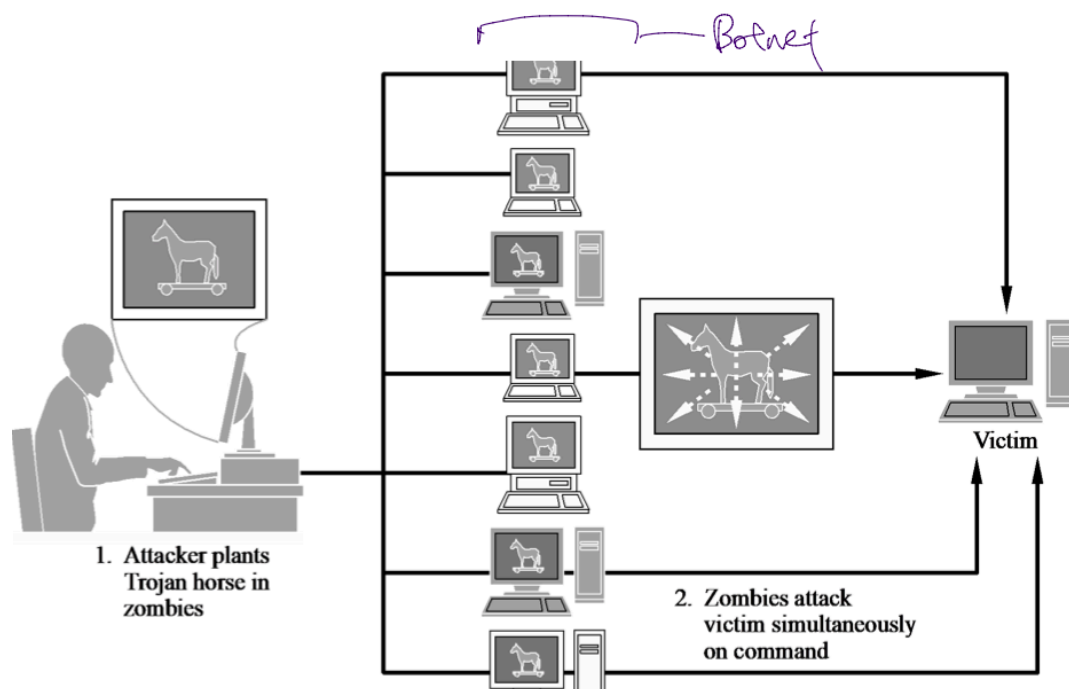 Botnet
Victim
1. Attacker plants
Trojan horse in
zombies
2. Zombies attack
victim simultaneously
on command